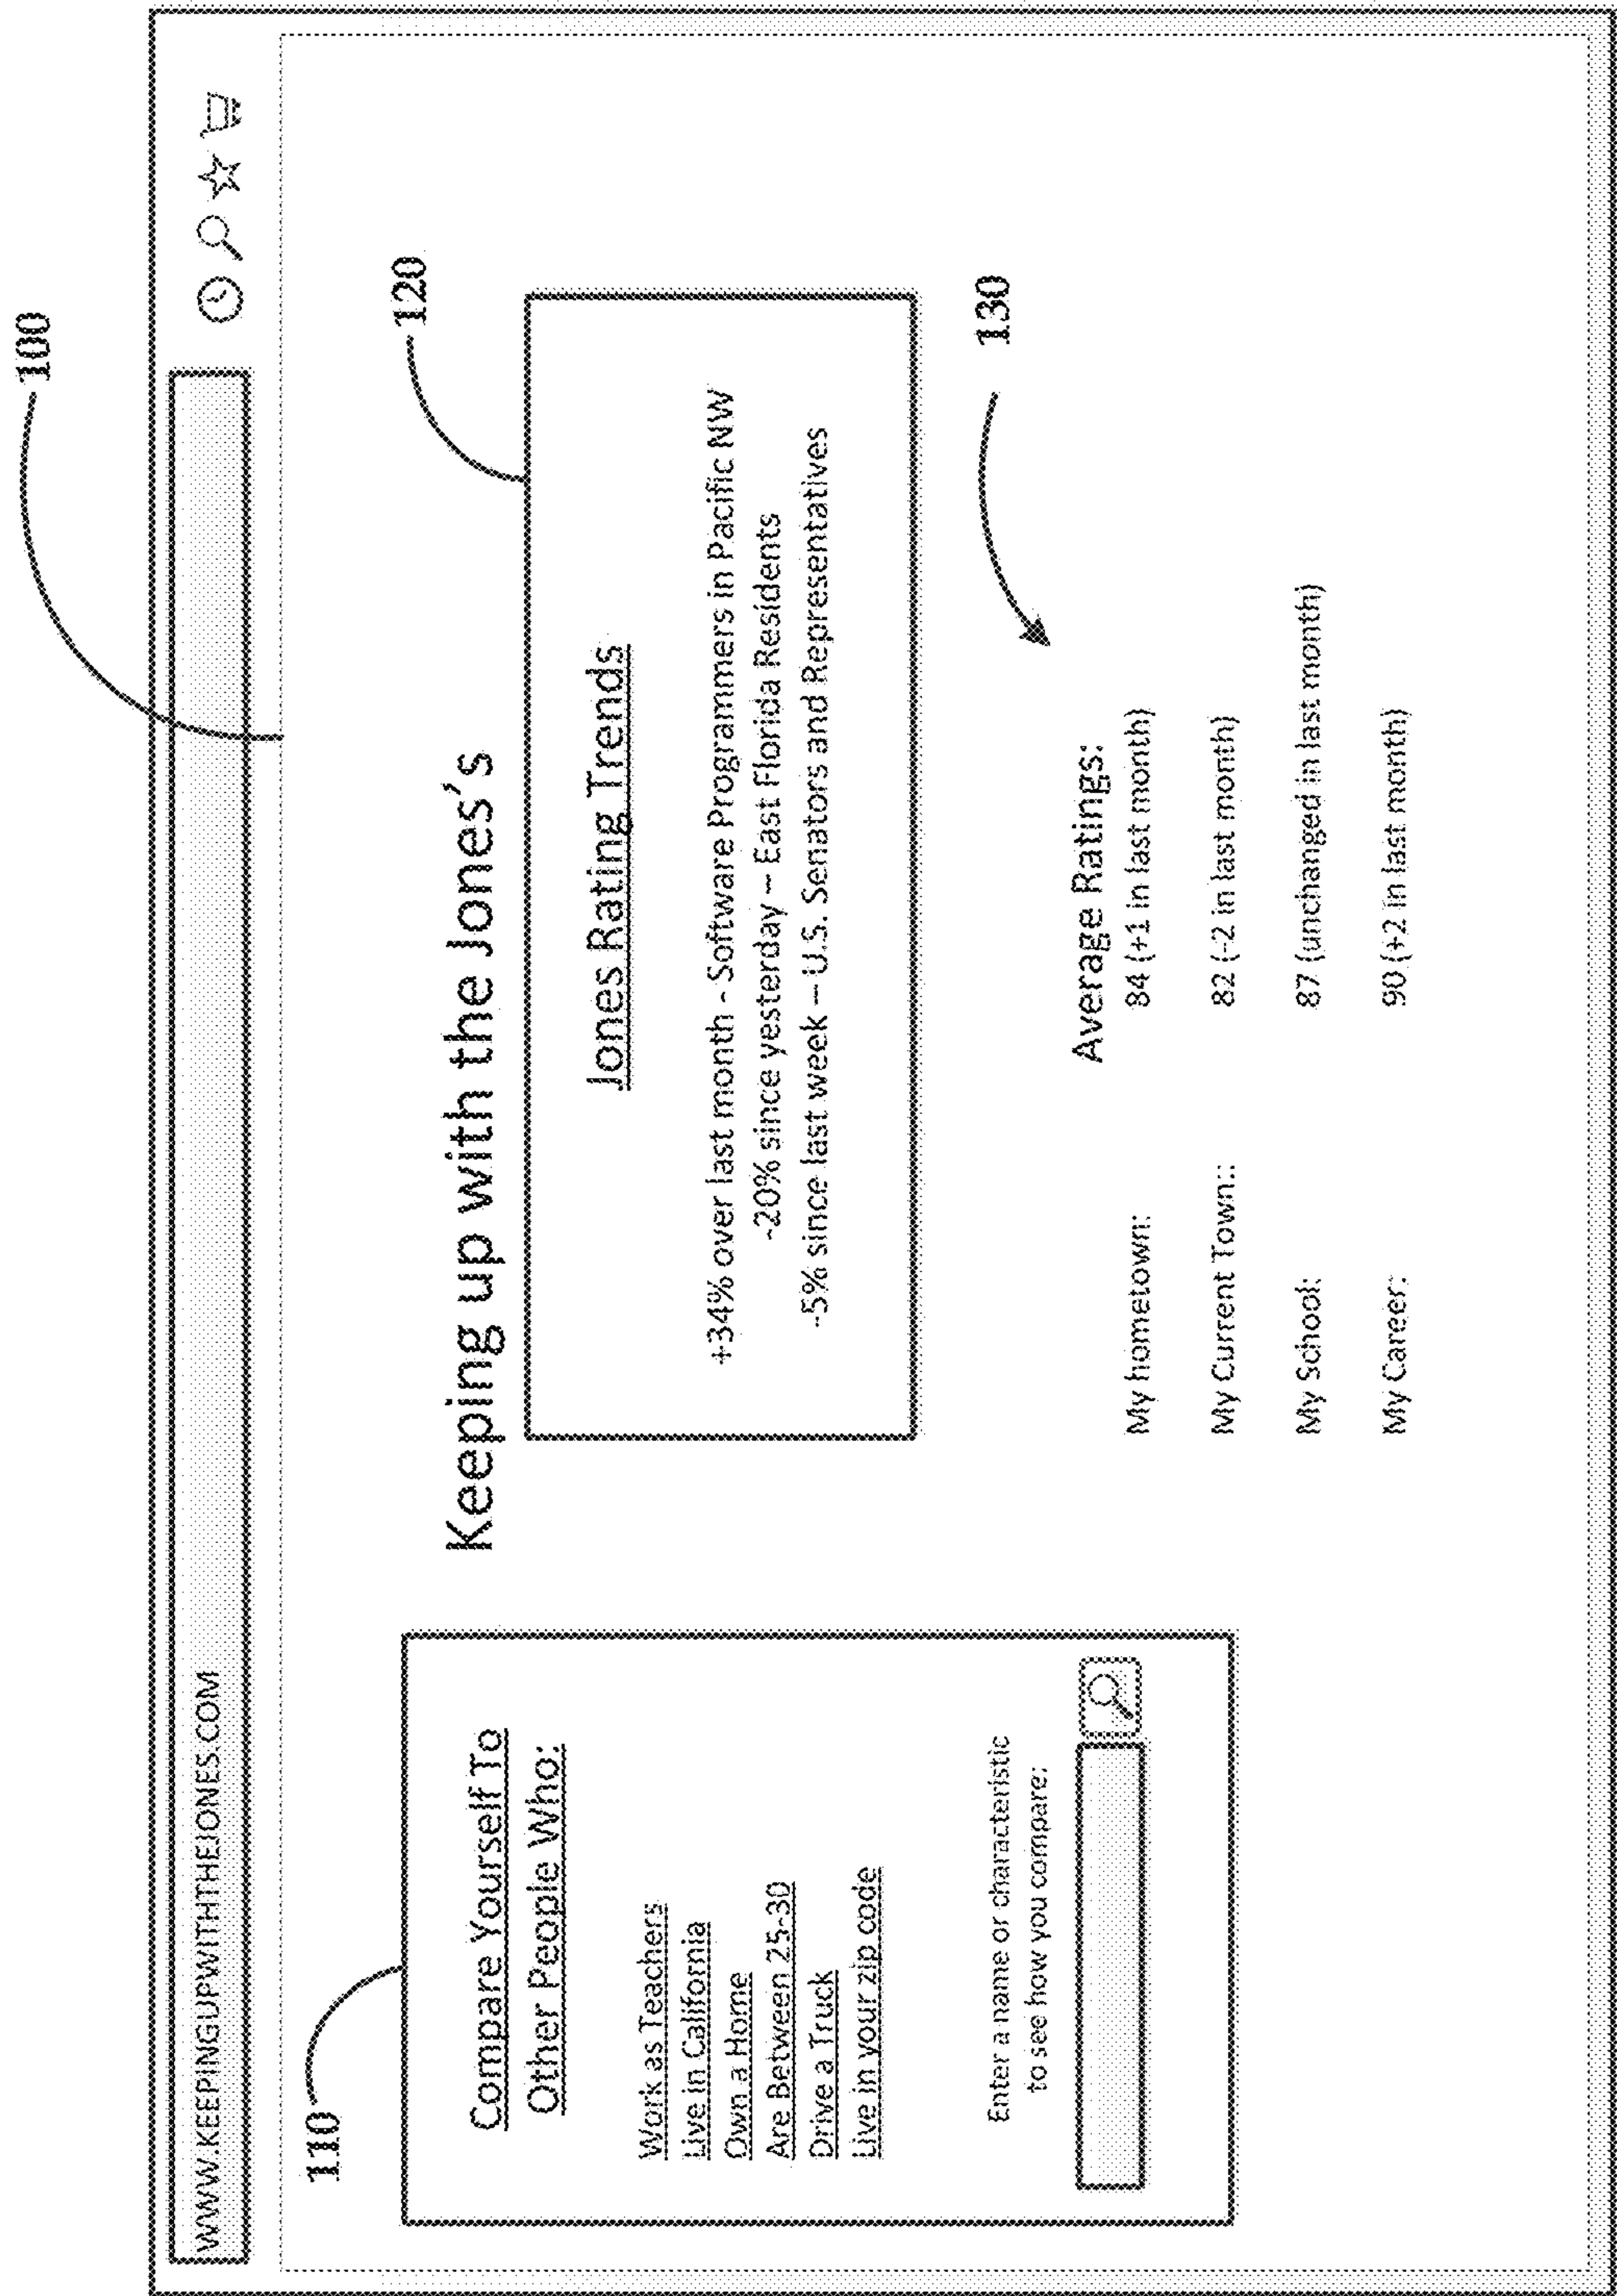 100
WWW.KEEPINGUPWITHTHEJONES.COM
110
Compare Yourself To
Other People Who:
Work as Teachers
Live in California
Own a Home
Are Between 25-30
Drive a Truck
Live in your zip code
Enter a name or characteristic
to see how you compare:
Keeping up with the Jones's
120
Jones Rating Trends
+34% over last month - Software Programmers in Pacific NW
-20% since yesterday – East Florida Residents
-5% since last week – U.S. Senators and Representatives
130
Average Ratings:
My hometown: 84 (+1 in last month)
My Current Town:: 82 (-2 in last month)
My School: 87 (unchanged in last month)
My Career: 90 (+2 in last month)